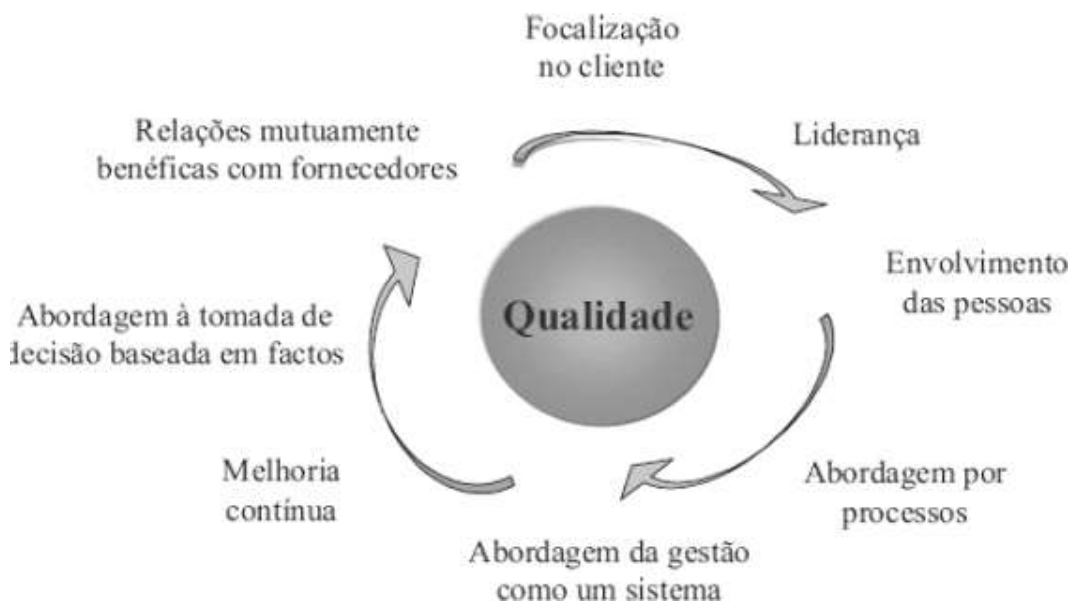 Focalização
no cliente
Liderança
Envolvimento
das pessoas
Abordagem por
processos
Abordagem da gestão
como um sistema
Melhoria
contínua
Abordagem à tomada de
decisão baseada em factos
Relações mutuamente
benéficas com fornecedores
Qualidade